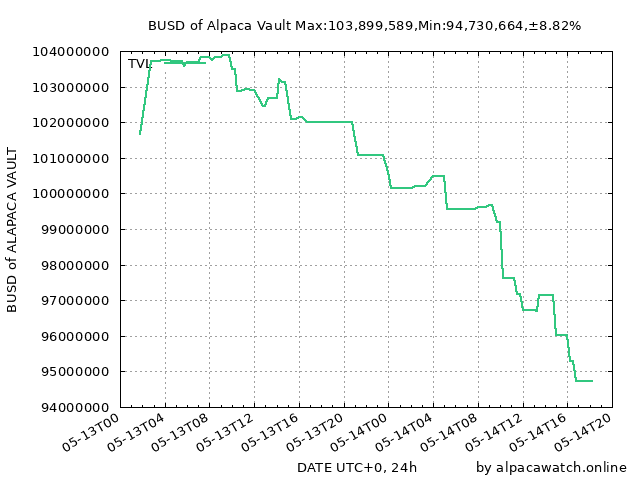 BUSD of Alpaca Vault Max:103,899,589,Min:94,730,664,±8.82%
TVL
104000000
103000000
102000000
101000000
100000000
99000000
98000000
97000000
96000000
95000000
94000000
BUSD of ALAPACA VAULT
05-13T00
05-13T04
05-13T08
05-13T12
05-13T16
05-13T20
05-14T00
05-14T04
05-14T08
05-14T12
05-14T16
05-14T20
DATE UTC+0, 24h
by alpacawatch.online